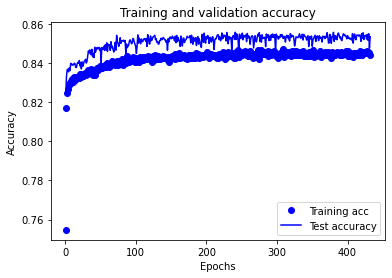 Training and validation accuracy
0.86
0.84
0.82
0.80
0.78
0.76
Accuracy
0
100
200
300
400
Epochs
Training acc
Test accuracy